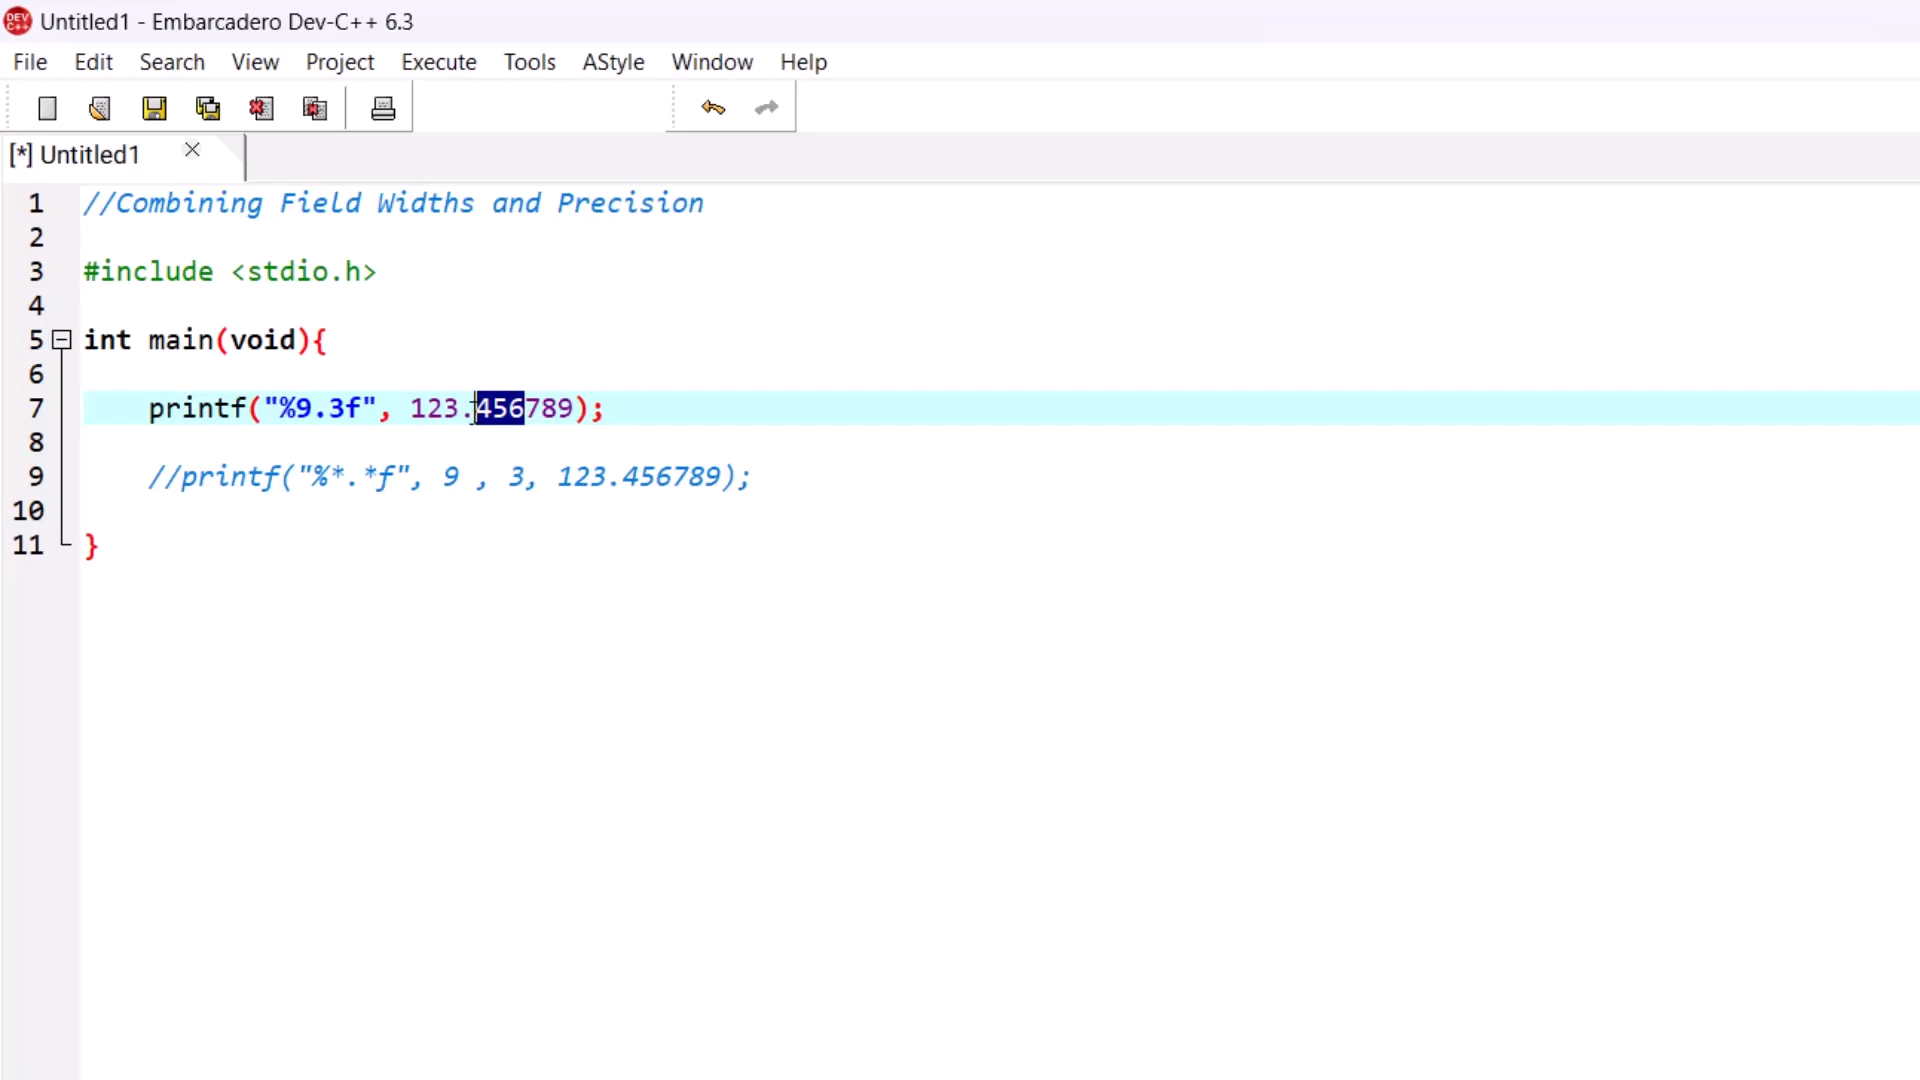 DEV C++
Untitled1 - Embarcadero Dev-C++ 6.3
File Edit Search View Project Execute Tools AStyle Window Help
[*] Untitled1
1 //Combining Field Widths and Precision
2
3 #include <stdio.h>
4
5 int main(void){
6
7 printf("%9.3f", 123.456789);
8
9 //printf("%*.*f", 9 , 3, 123.456789);
10
11 }